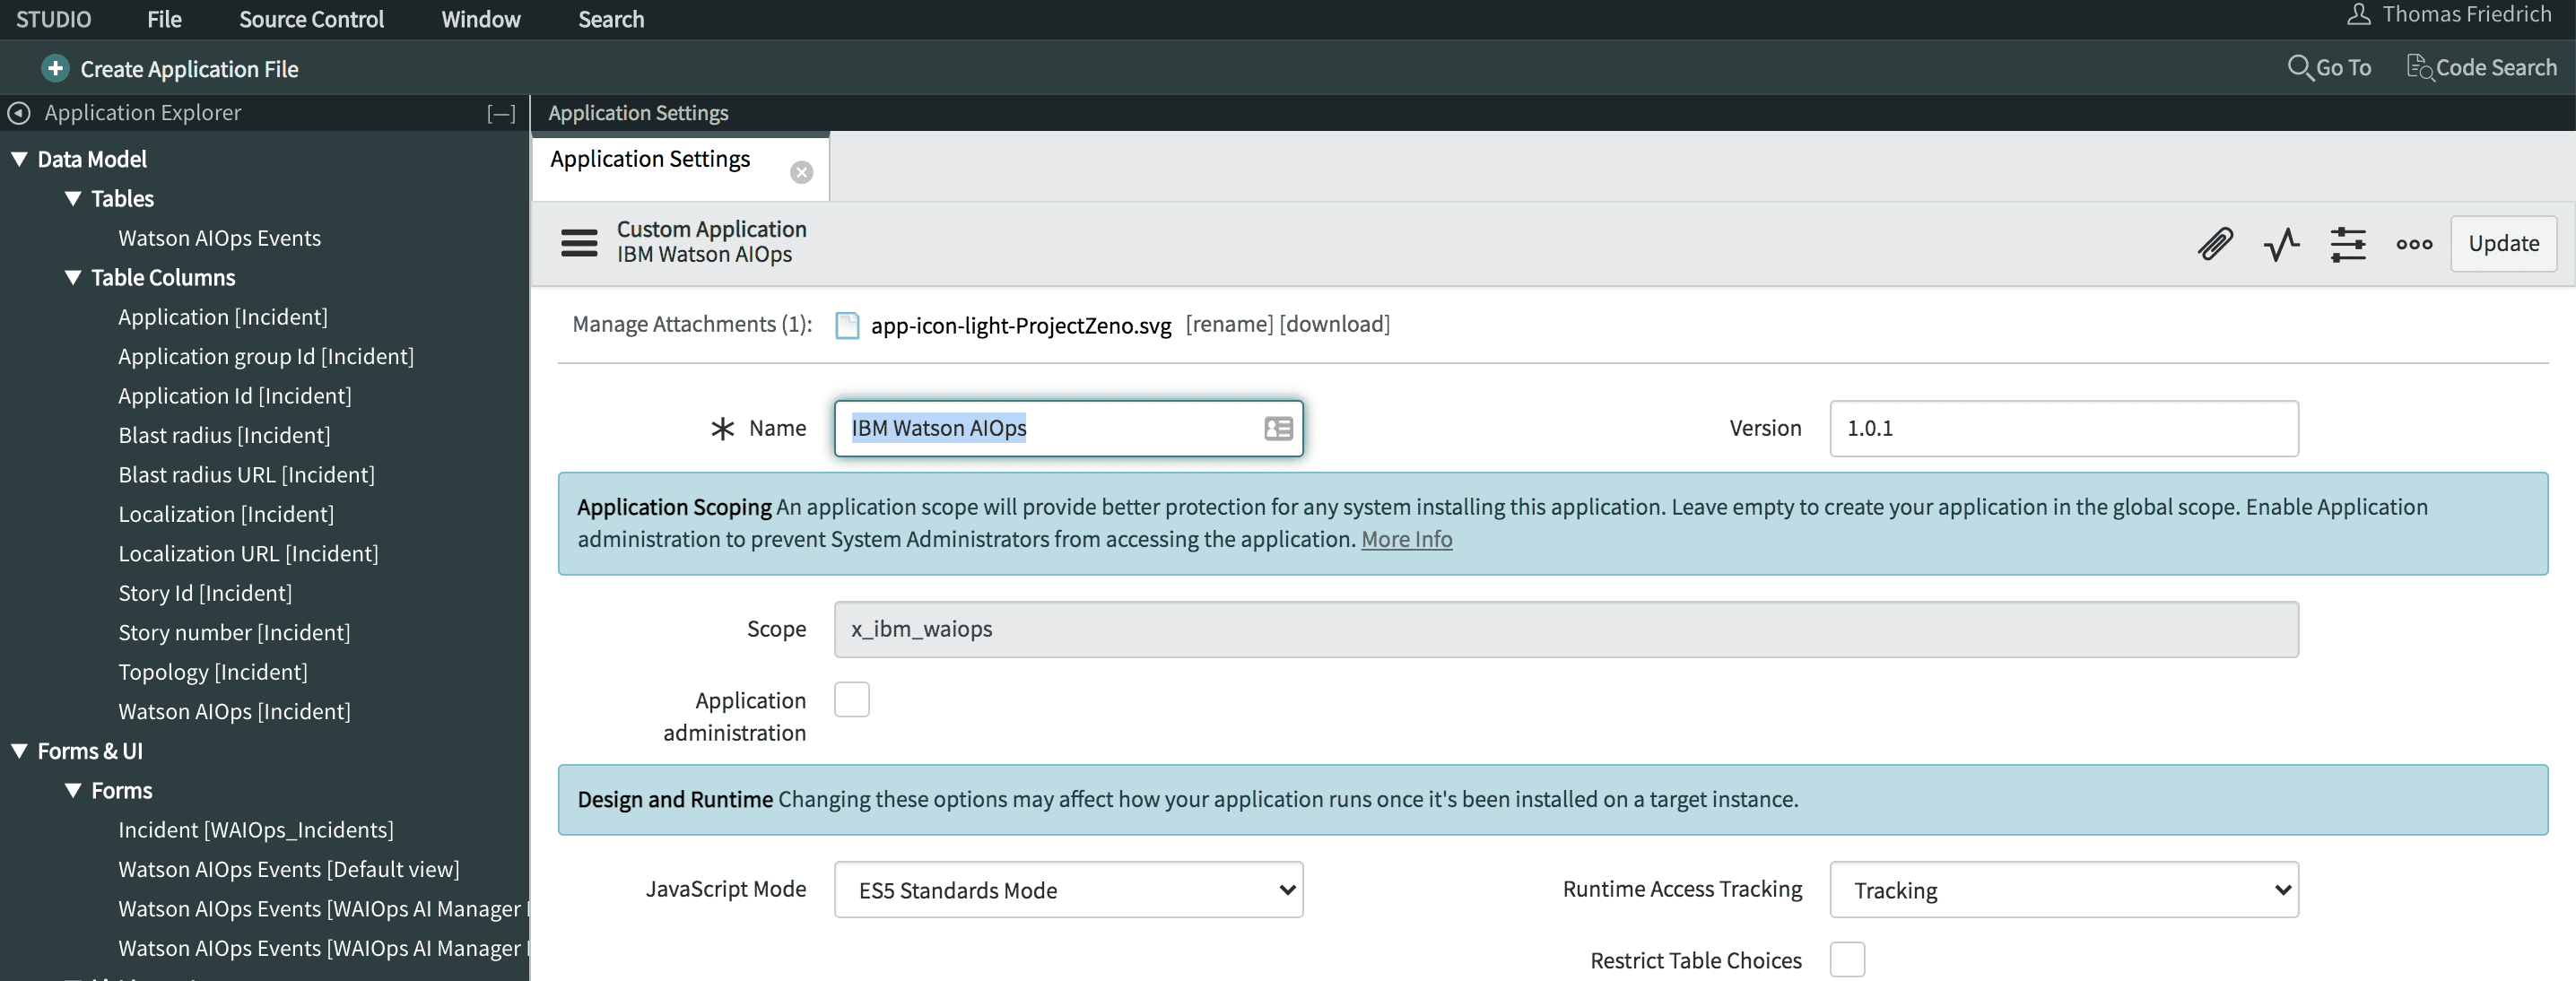 STUDIO File Source Control Window Search Thomas Friedrich
Create Application File Go To Code Search
Application Explorer [—] Application Settings
Data Model
Tables
Watson AIOps Events
Table Columns
Application [Incident]
Application group Id [Incident]
Application Id [Incident]
Blast radius [Incident]
Blast radius URL [Incident]
Localization [Incident]
Localization URL [Incident]
Story Id [Incident]
Story number [Incident]
Topology [Incident]
Watson AIOps [Incident]
Forms & UI
Forms
Incident [WAIOps_Incidents]
Watson AIOps Events [Default view]
Watson AIOps Events [WAIOps AI Manager
Watson AIOps Events [WAIOps AI Manager
Application Settings
Custom Application
IBM Watson AIOps
Update
Manage Attachments (1): app-icon-light-ProjectZeno.svg [rename] [download]
Name IBM Watson AIOps Version 1.0.1
Application Scoping An application scope will provide better protection for any system installing this application. Leave empty to create your application in the global scope. Enable Application
administration to prevent System Administrators from accessing the application. More Info
Scope x_ibm_waiops
Application
administration
Design and Runtime Changing these options may affect how your application runs once it's been installed on a target instance.
JavaScript Mode ES5 Standards Mode Runtime Access Tracking Tracking
Restrict Table Choices